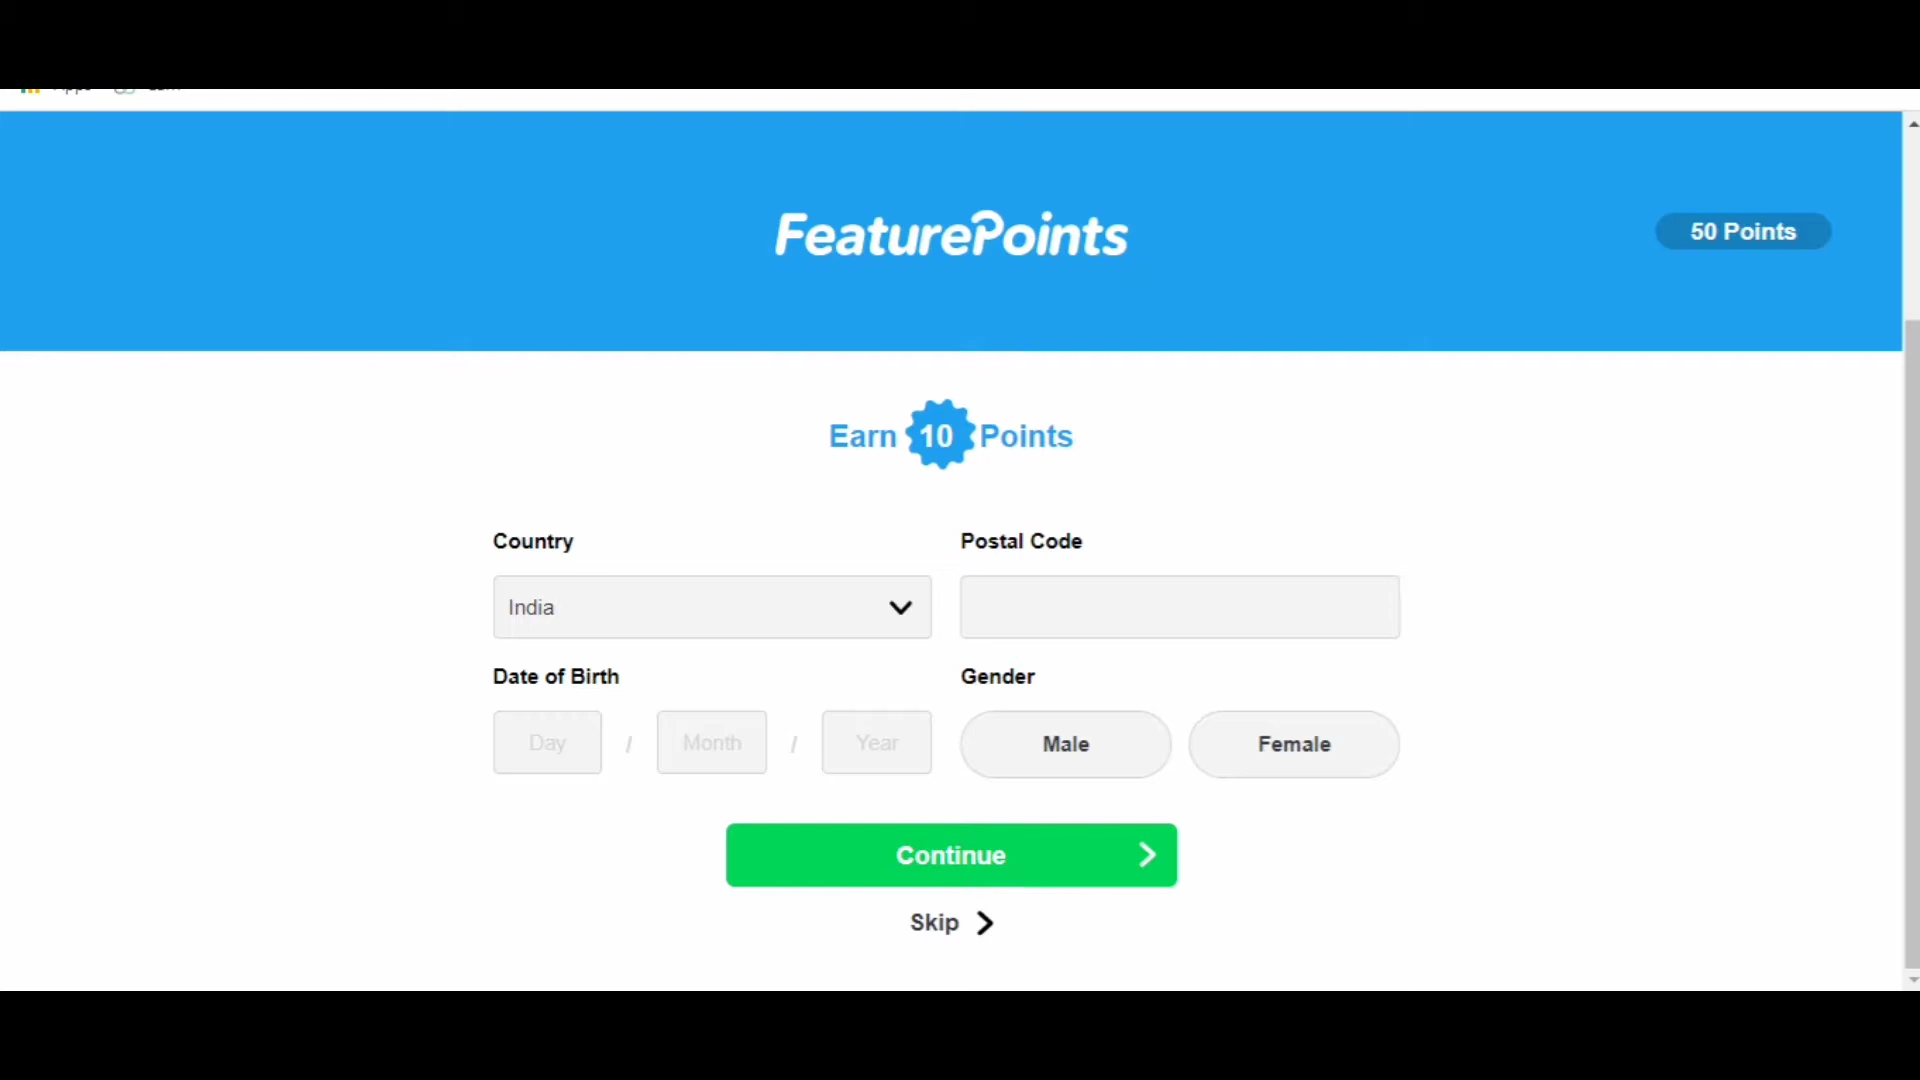 FeaturePoints
50 Points
Earn 10 Points
Country
Postal Code
India
Date of Birth
Gender
Day / Month / Year
Male
Female
Continue
Skip